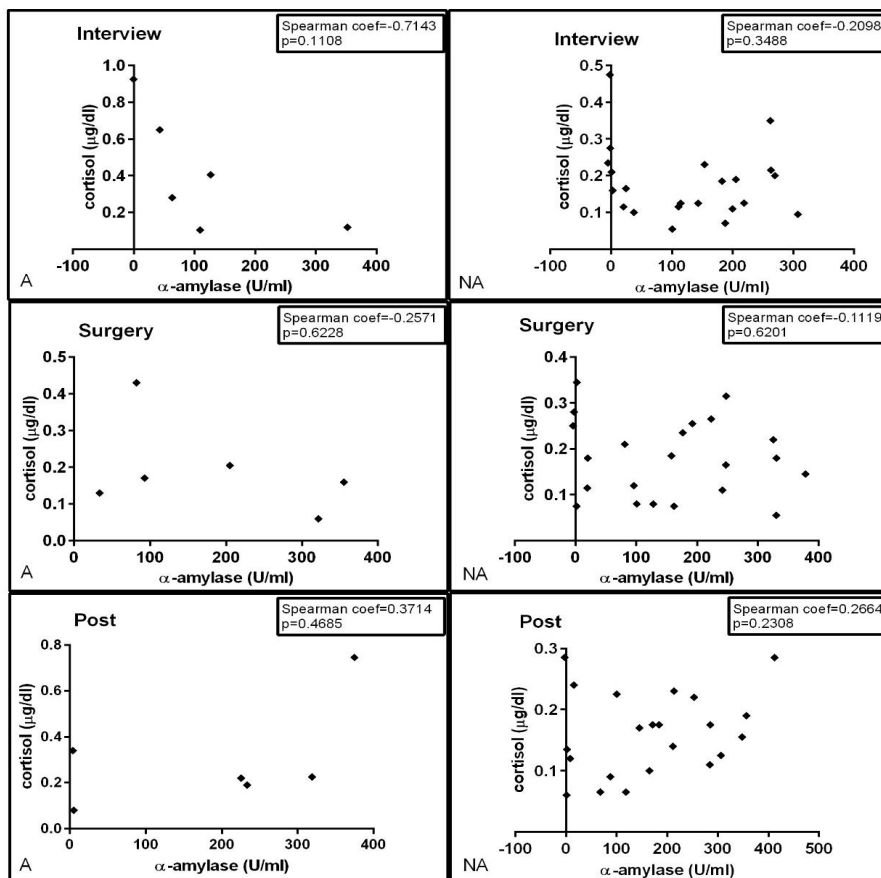 Interview
Spearman coef=-0.7143
p=0.1108
cortisol (μg/dl)
1.0
0.8
0.6
0.4
0.2
-100 0 100 200 300 400
α-amylase (U/ml)
A
Interview
Spearman coef=-0.2098
p=0.3488
cortisol (μg/dl)
0.5
0.4
0.3
0.2
0.1
-100 0 100 200 300 400
α-amylase (U/ml)
NA
Surgery
Spearman coef=-0.2571
p=0.6228
cortisol (μg/dl)
0.5
0.4
0.3
0.2
0.1
0.0
0 100 200 300 400
α-amylase (U/ml)
A
Surgery
Spearman coef=-0.1119
p=0.6201
cortisol (μg/dl)
0.4
0.3
0.2
0.1
-100 0 100 200 300 400
α-amylase (U/ml)
NA
Post
Spearman coef=0.3714
p=0.4685
cortisol (μg/dl)
0.8
0.6
0.4
0.2
0.0
0 100 200 300 400
α-amylase (U/ml)
A
Post
Spearman coef=0.2664
p=0.2308
cortisol (μg/dl)
0.3
0.2
0.1
-100 0 100 200 300 400 500
α-amylase (U/ml)
NA